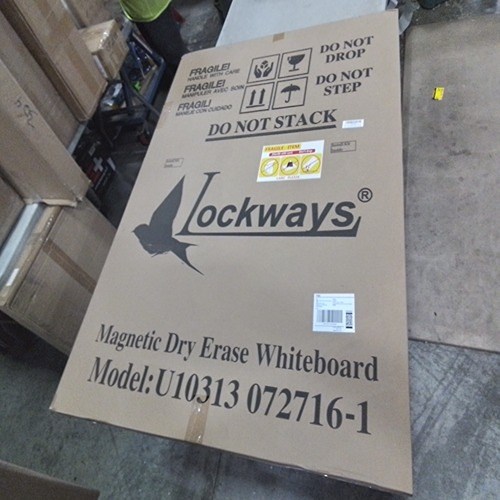 FRAGILE!
HANDLE WITH CARE
FRAGILE!
MANIPULER AVEC SOIN
FRAGIL!
MANEJE CON CUIDADO
DO NOT
DROP
DO NOT
STEP
DO NOT STACK
Lockways®
Magnetic Dry Erase Whiteboard
Model:U10313 072716-1